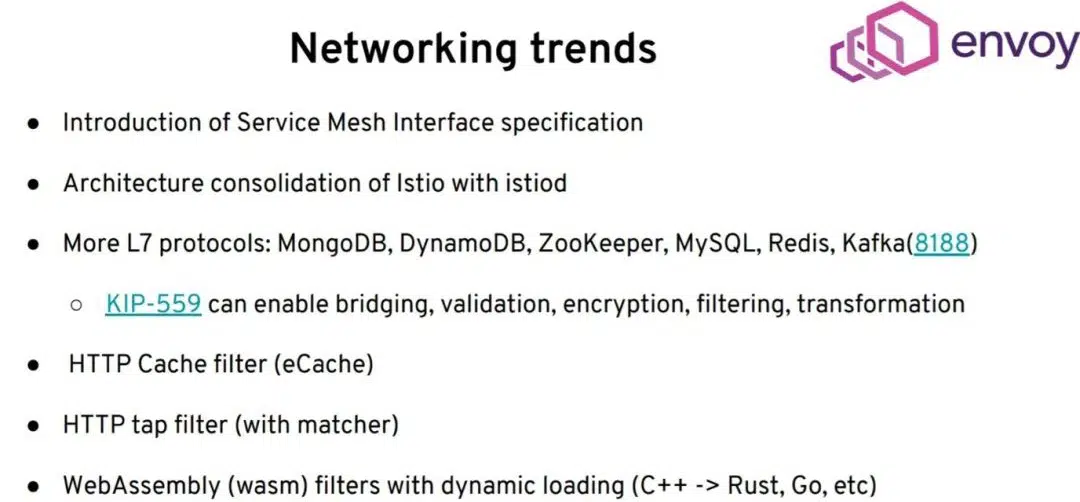 Networking trends
envoy
● Introduction of Service Mesh Interface specification
● Architecture consolidation of Istio with istiod
● More L7 protocols: MongoDB, DynamoDB, ZooKeeper, MySQL, Redis, Kafka(8188)
○ KIP-559 can enable bridging, validation, encryption, filtering, transformation
● HTTP Cache filter (eCache)
● HTTP tap filter (with matcher)
● WebAssembly (wasm) filters with dynamic loading (C++ -> Rust, Go, etc)